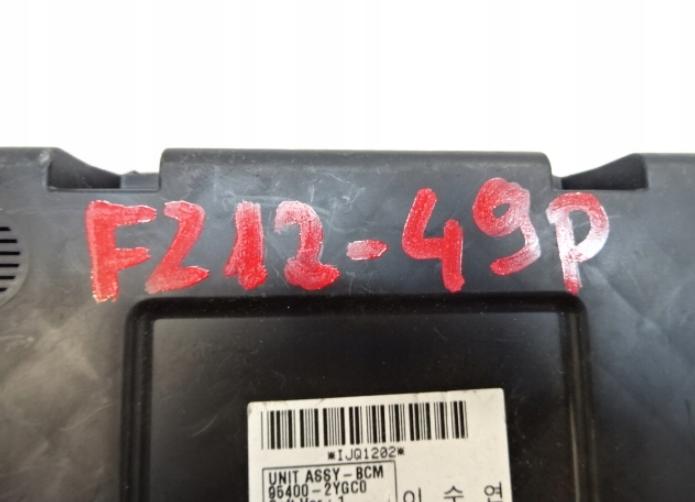 FZ12-49P
*IJQ1202*
UNIT ASSY-BCM
95400-2YGC0
이 수 연